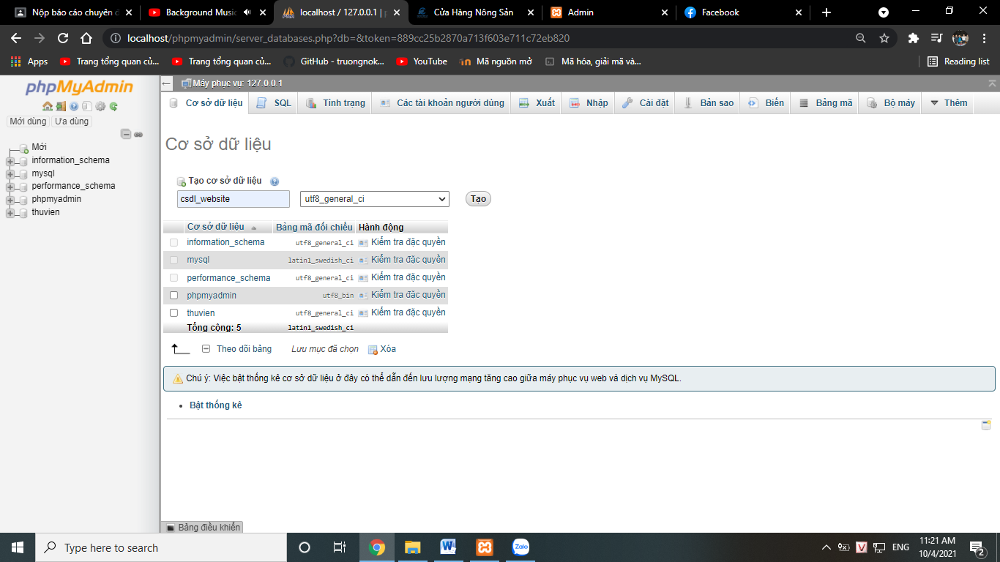 Nộp báo cáo chuyên đ
Background Music
localhost / 127.0.0.1 | p
Cửa Hàng Nông Sản
Admin
Facebook
localhost/phpmyadmin/server_databases.php?db=&token=889cc25b2870a713f603e711c72eb820
Apps
Trang tổng quan củ...
Trang tổng quan củ...
GitHub - truongnok...
YouTube
Mã nguồn mở
Mã hóa, giải mã và...
Reading list
phpMyAdmin
Mới dùng Ưa dùng
Mới
information_schema
mysql
performance_schema
phpmyadmin
thuvien
Máy phục vụ: 127.0.0.1
Cơ sở dữ liệu SQL Tình trạng Các tài khoản người dùng Xuất Nhập Cài đặt Bản sao Biến Bảng mã Bộ máy Thêm
Cơ sở dữ liệu
Tạo cơ sở dữ liệu
csdl_website utf8_general_ci Tạo
Cơ sở dữ liệu Bảng mã đối chiếu Hành động
information_schema utf8_general_ci Kiểm tra đặc quyền
mysql latin1_swedish_ci Kiểm tra đặc quyền
performance_schema utf8_general_ci Kiểm tra đặc quyền
phpmyadmin utf8_bin Kiểm tra đặc quyền
thuvien utf8_general_ci Kiểm tra đặc quyền
Tổng cộng: 5 latin1_swedish_ci
Theo dõi bảng Lưu mục đã chọn Xóa
Chú ý: Việc bật thống kê cơ sở dữ liệu ở đây có thể dẫn đến lưu lượng mạng tăng cao giữa máy phục vụ web và dịch vụ MySQL.
Bật thống kê
Bảng điều khiển
Type here to search
Zalo
ENG
11:21 AM
10/4/2021
2